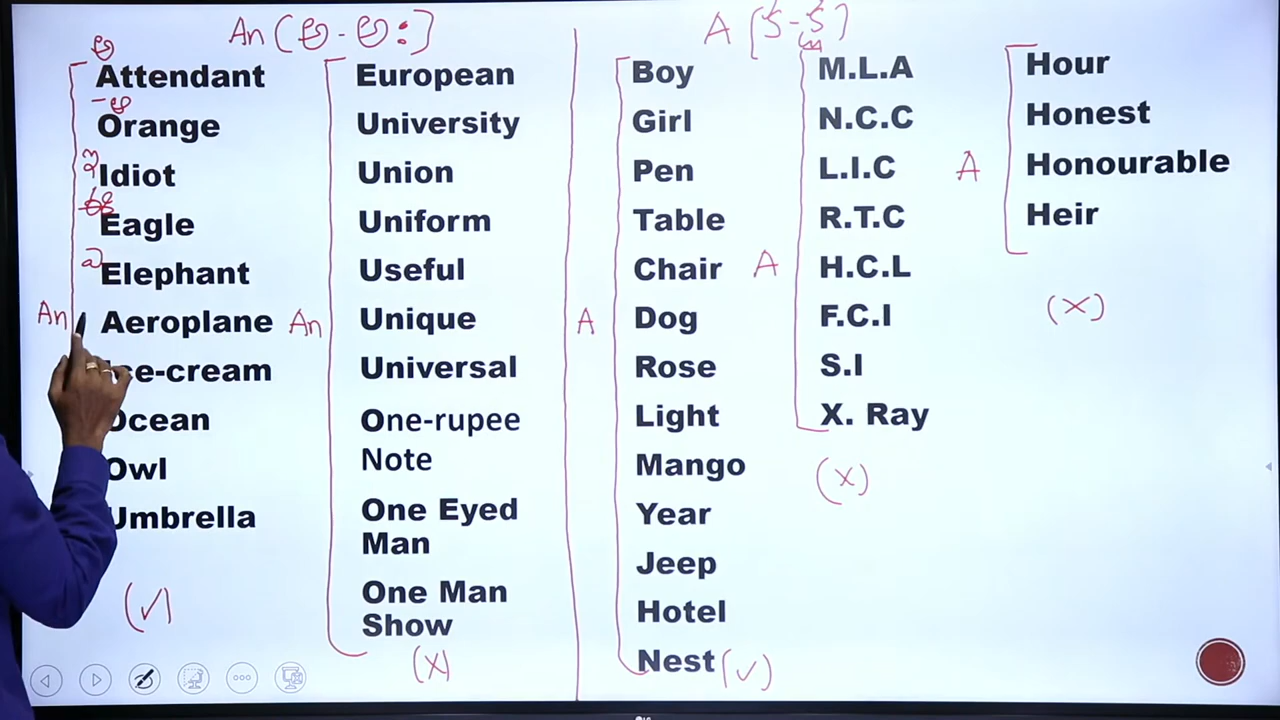 An (అ - అః]
Attendant
Orange
Idiot
Eagle
Elephant
An
Aeroplane
Ocean
Owl
Umbrella
(✓)
An
European
University
Union
Uniform
Useful
Unique
Universal
One-rupee
Note
One Eyed
Man
One Man
Show
(X)
A
A
Boy
Girl
Pen
Table
Chair
Dog
Rose
Light
Mango
Year
Jeep
Hotel
Nest (✓)
A
M.L.A
N.C.C
L.I.C
R.T.C
H.C.L
F.C.I
S.I
X. Ray
(X)
A
Hour
Honest
Honourable
Heir
(X)